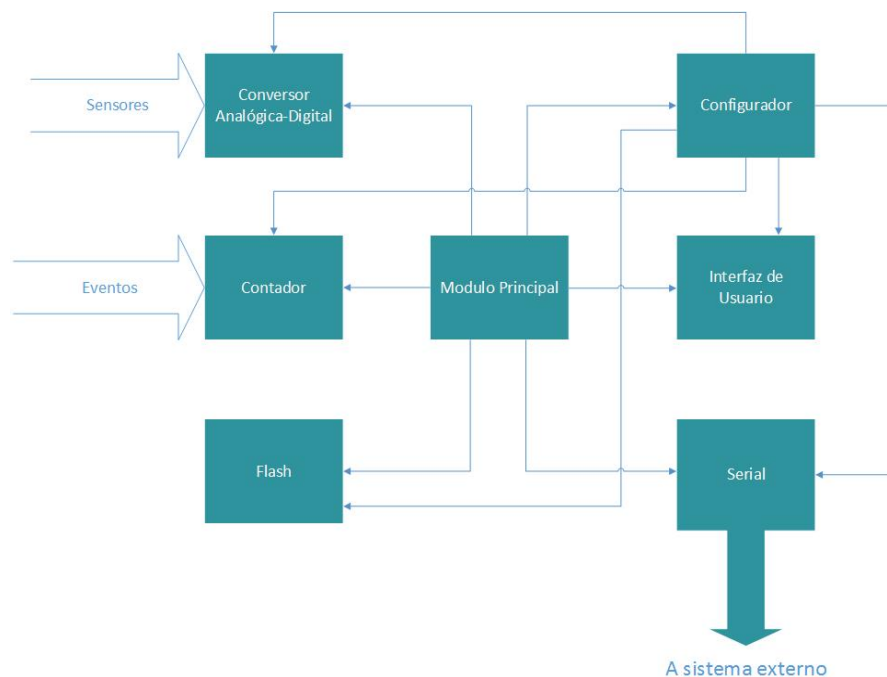 Sensores
Conversor
Analógica-Digital
Configurador
Eventos
Contador
Modulo Principal
Interfaz de
Usuario
Flash
Serial
A sistema externo